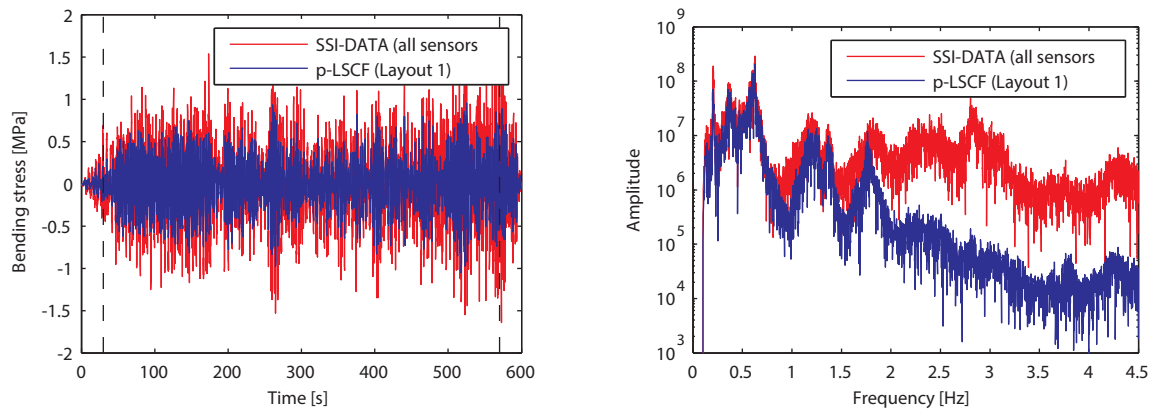 2
1.5
1
0.5
0
-0.5
-1
-1.5
-2
Bending stress [MPa]
SSI-DATA (all sensors
p-LSCF (Layout 1)
0 100 200 300 400 500 600
Time [s]
10^9
10^8
10^7
10^6
10^5
10^4
10^3
Amplitude
SSI-DATA (all sensors
p-LSCF (Layout 1)
0 0.5 1 1.5 2 2.5 3 3.5 4 4.5
Frequency [Hz]